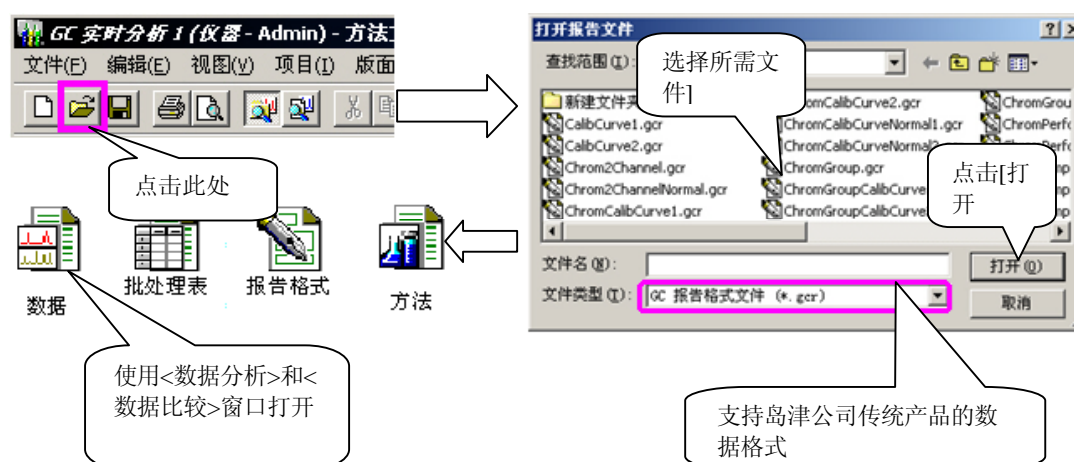 GC 实时分析 1 (仪器 - Admin) - 方法
文件(F) 编辑(E) 视图(V) 项目(I) 版面
点击此处
数据
批处理表
报告格式
方法
使用<数据分析>和<
数据比较>窗口打开
打开报告文件
查找范围(I):
选择所需文
件]
新建文件夹
CalibCurve1.gcr
CalibCurve2.gcr
Chrom2Channel.gcr
Chrom2ChannelNormal.gcr
ChromCalibCurve1.gcr
ChromCalibCurve2.gcr
ChromCalibCurveNormal1.gcr
ChromGroup.gcr
ChromGroupCalibCurve
ChromGroupCalibCurve
ChromGrou
ChromPerfo
点击[打
开
文件名(N):
打开(O)
文件类型(T): GC 报告格式文件 (*.gcr)
取消
支持岛津公司传统产品的数
据格式